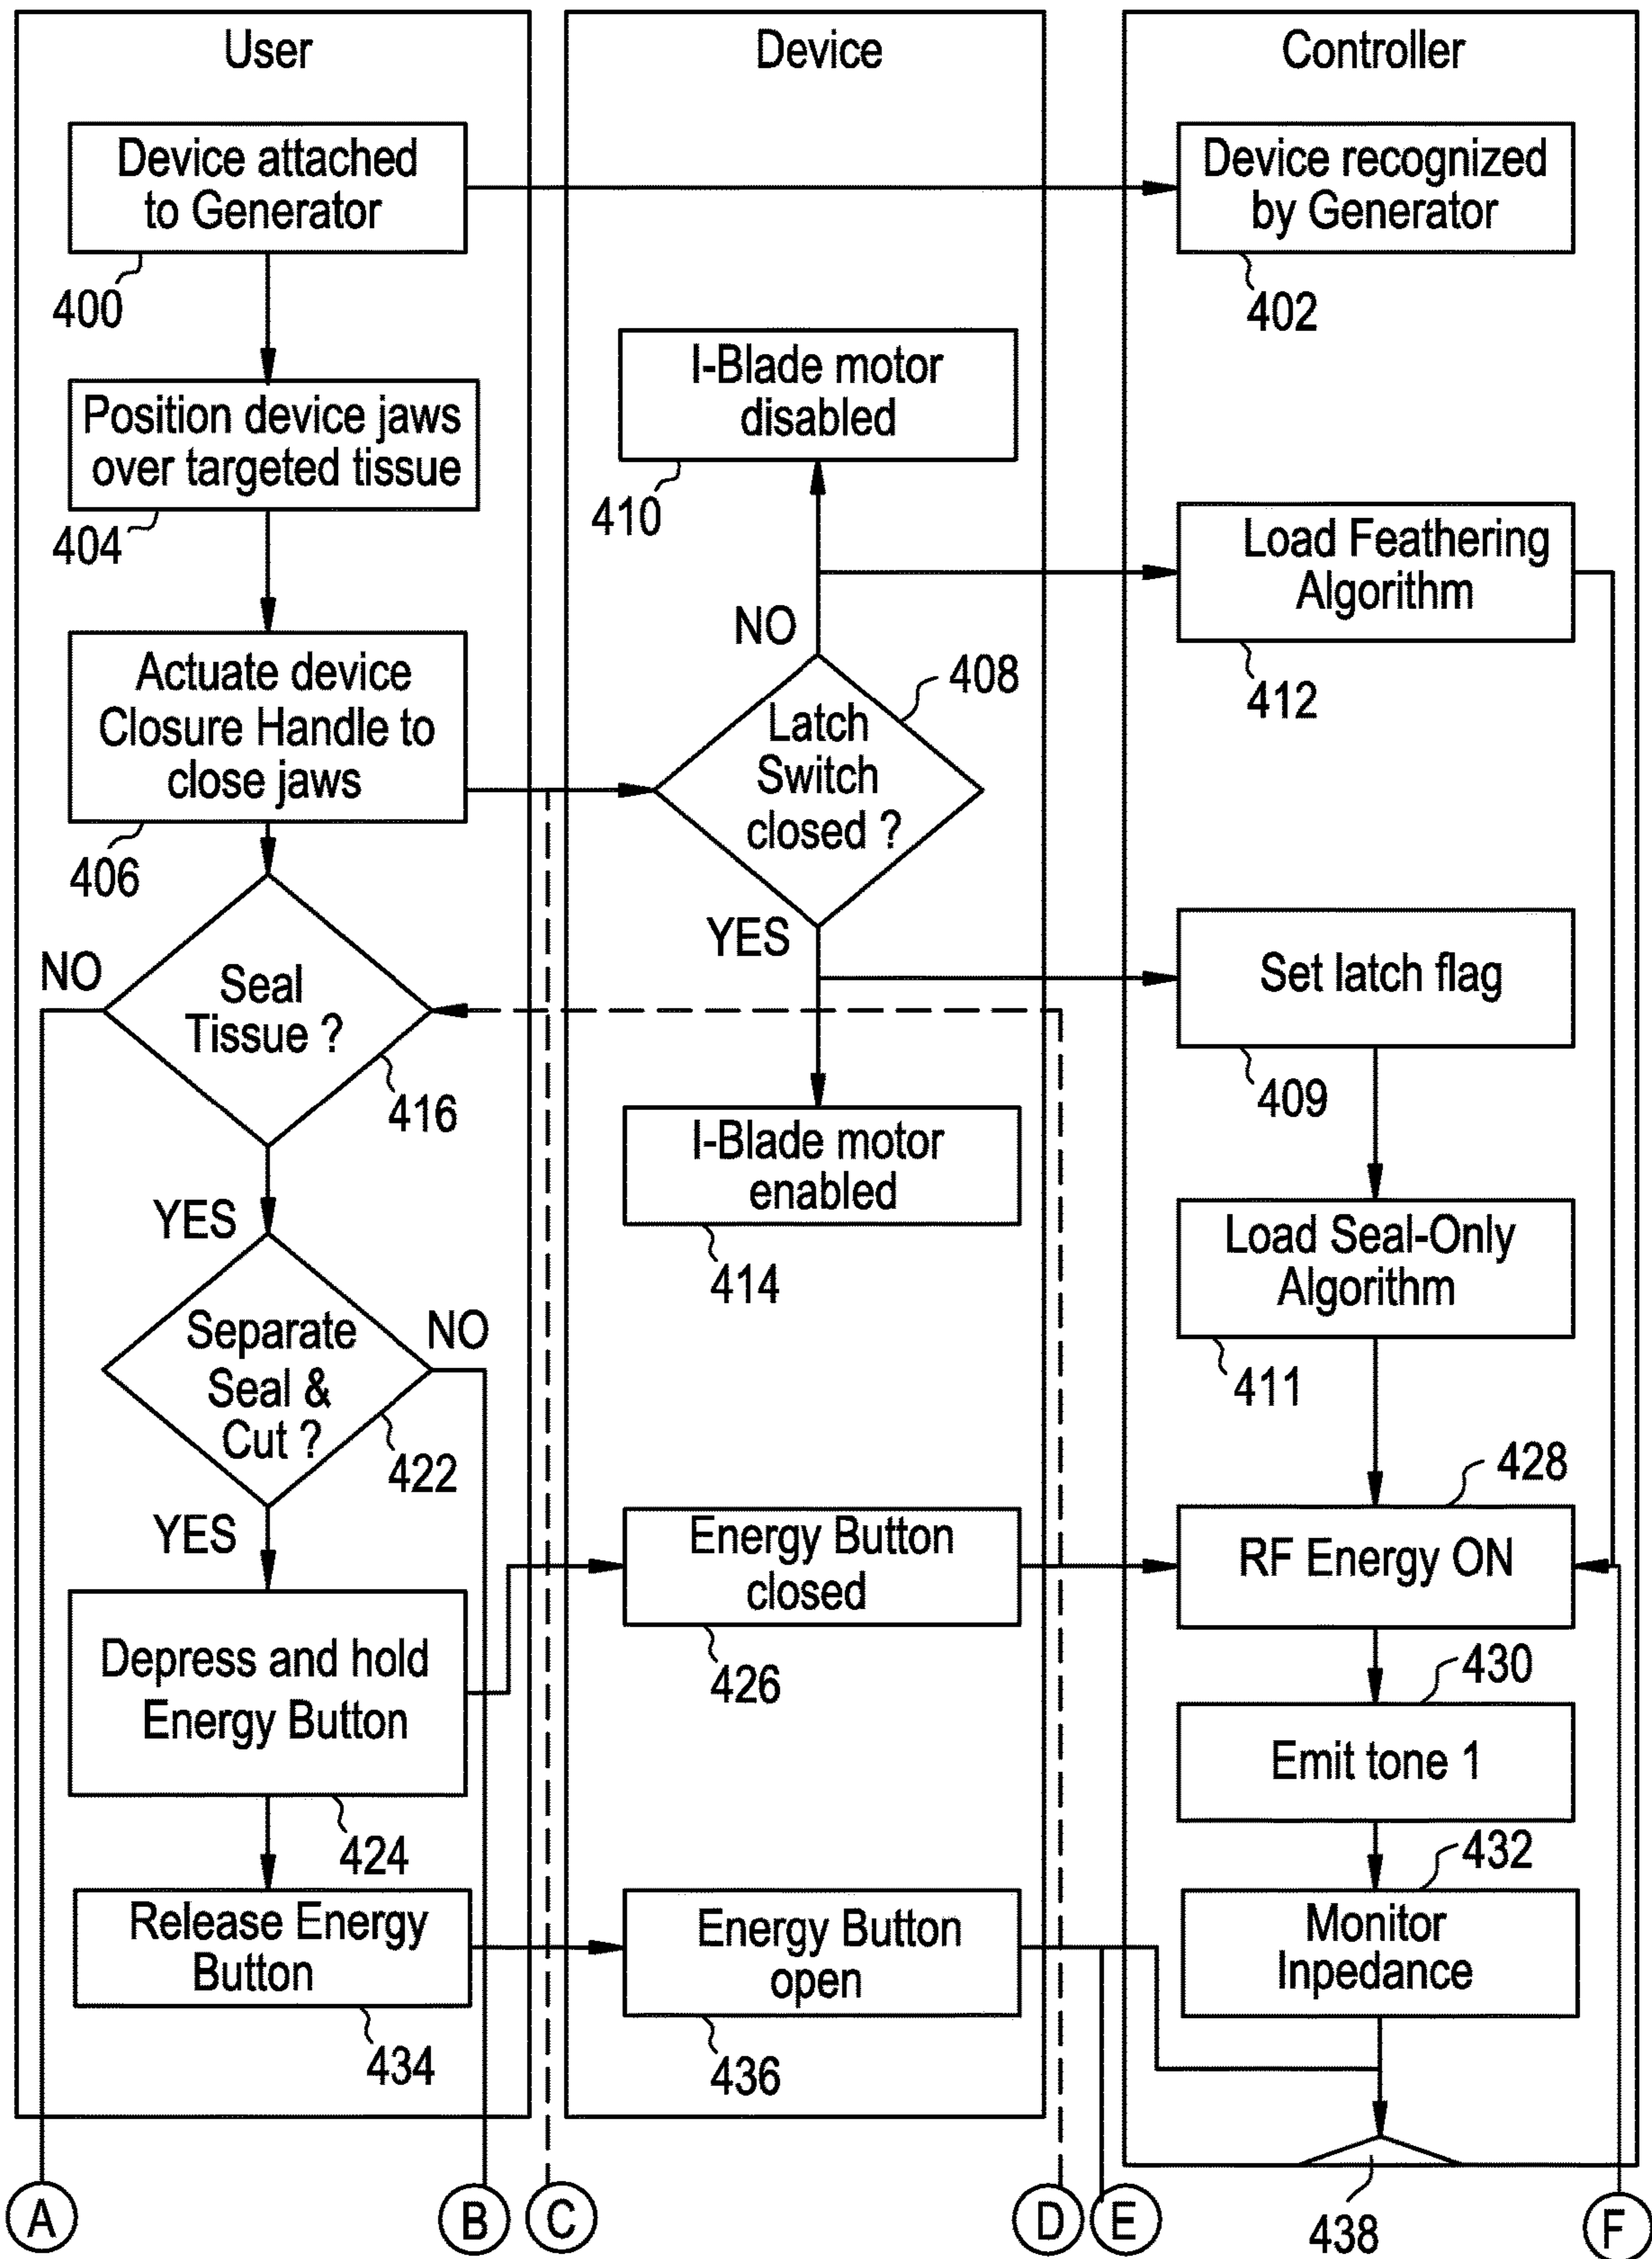 User
Device attached
to Generator
400
Position device jaws
over targeted tissue
404
Actuate device
Closure Handle to
close jaws
406
NO
Seal
Tissue ?
416
YES
Separate
Seal &
Cut ?
NO
422
YES
Depress and hold
Energy Button
424
Release Energy
Button
434
Device
I-Blade motor
disabled
410
NO
Latch
Switch
closed ?
408
YES
I-Blade motor
enabled
414
Energy Button
closed
426
Energy Button
open
436
Controller
Device recognized
by Generator
402
Load Feathering
Algorithm
412
Set latch flag
409
Load Seal-Only
Algorithm
411
428
RF Energy ON
430
Emit tone 1
432
Monitor
Inpedance
438
A
B
C
D
E
F